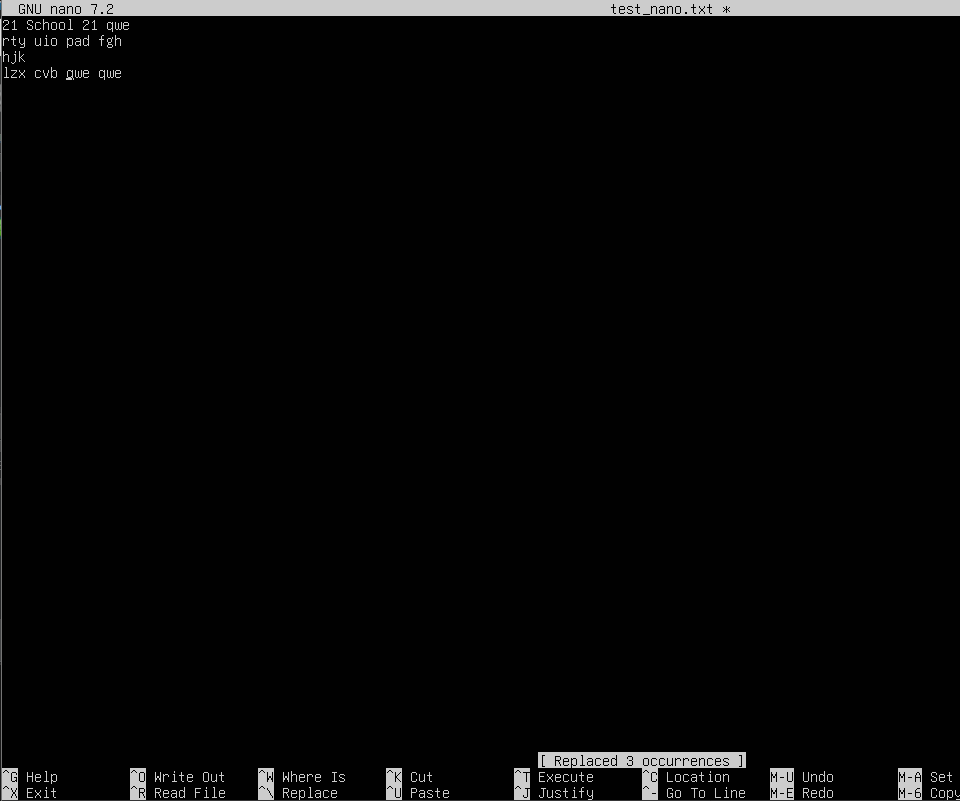 GNU nano 7.2 test_nano.txt *
21 School 21 qwe
rty uio pad fgh
hjk
lzx cvb qwe qwe
[ Replaced 3 occurrences ]
^G Help ^O Write Out ^W Where Is ^K Cut ^T Execute ^C Location M-U Undo M-A Set
^X Exit ^R Read File ^\ Replace ^U Paste ^J Justify ^- Go To Line M-E Redo M-6 Copy